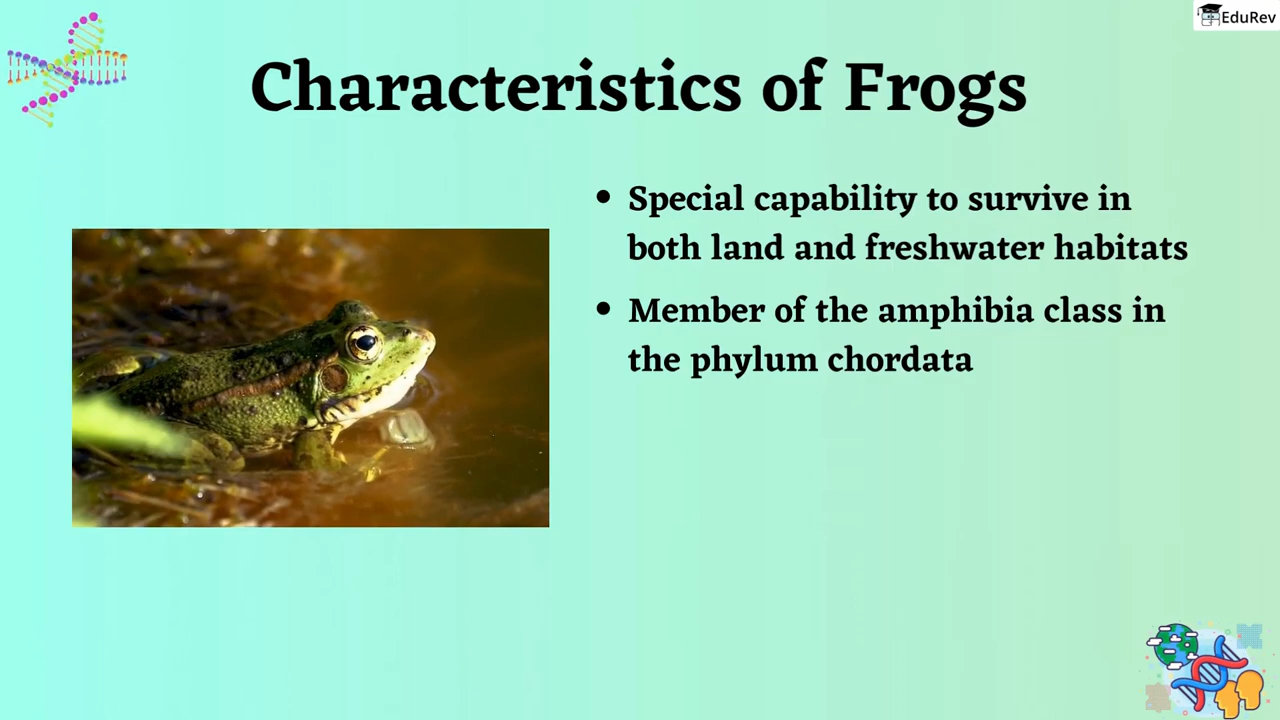 EduRev
Characteristics of Frogs
• Special capability to survive in
both land and freshwater habitats
• Member of the amphibia class in
the phylum chordata